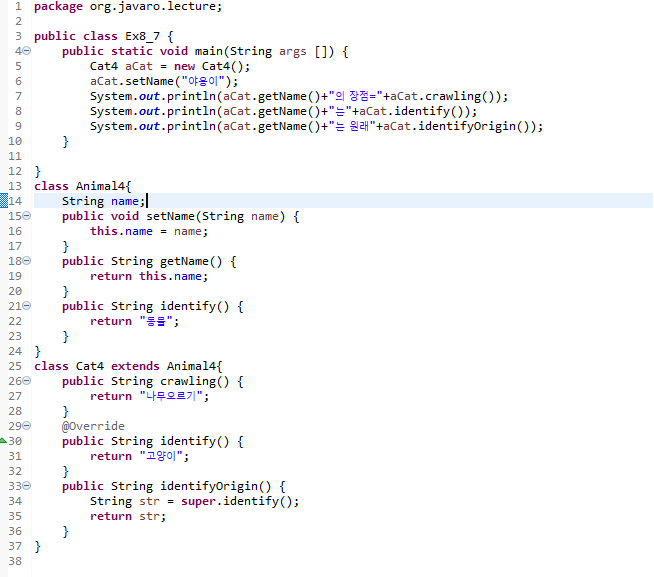 1 package org.javaro.lecture;
2
3 public class Ex8_7 {
4 public static void main(String args []) {
5 Cat4 aCat = new Cat4();
6 aCat.setName("야옹이");
7 System.out.println(aCat.getName()+"의 장점="+aCat.crawling());
8 System.out.println(aCat.getName()+"는"+aCat.identify());
9 System.out.println(aCat.getName()+"는 원래"+aCat.identifyOrigin());
10 }
11
12 }
13 class Animal4{
14 String name;
15 public void setName(String name) {
16 this.name = name;
17 }
18 public String getName() {
19 return this.name;
20 }
21 public String identify() {
22 return "동물";
23 }
24 }
25 class Cat4 extends Animal4{
26 public String crawling() {
27 return "나무오르기";
28 }
29 @Override
30 public String identify() {
31 return "고양이";
32 }
33 public String identifyOrigin() {
34 String str = super.identify();
35 return str;
36 }
37 }
38